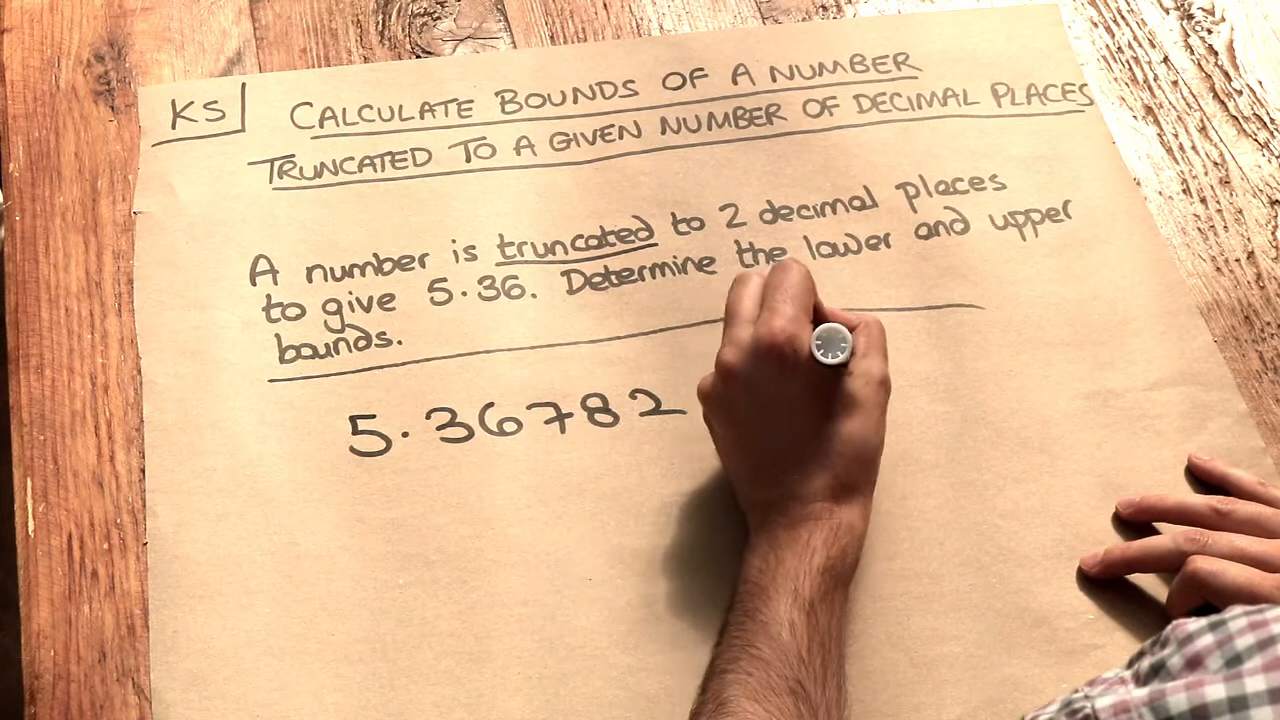 KS
CALCULATE BOUNDS OF A NUMBER
TRUNCATED TO A GIVEN NUMBER OF DECIMAL PLACES
A number is truncated to 2 decimal places
to give 5.36. Determine the lower and upper
bounds.
5.36782